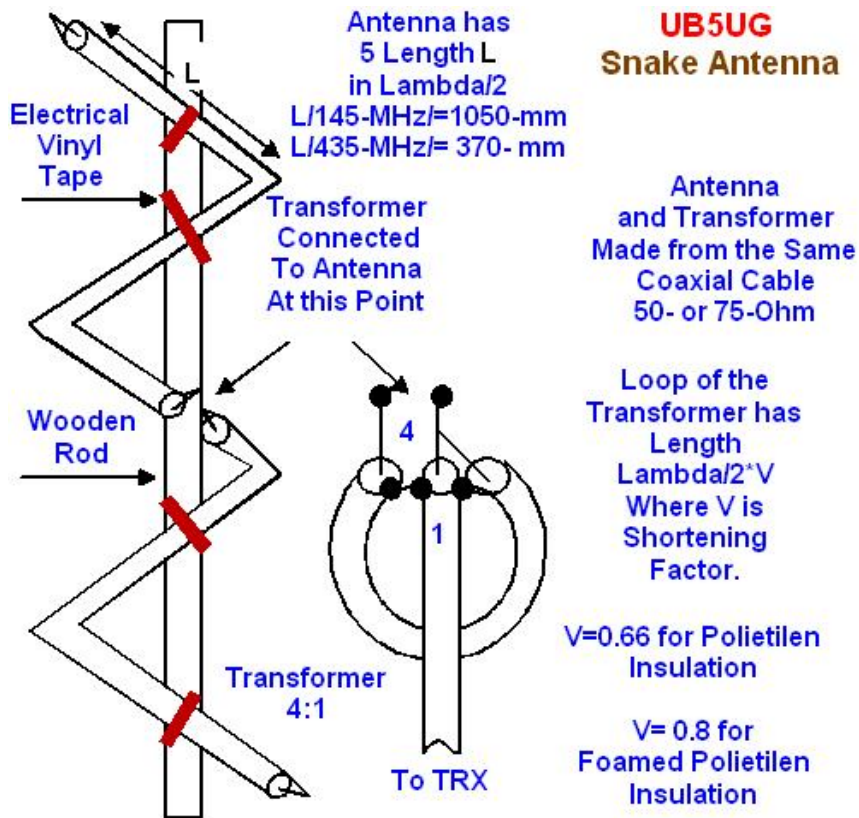 Antenna has
5 Length L
in Lambda/2
L/145-MHz/=1050-mm
L/435-MHz/= 370- mm
UB5UG
Snake Antenna
L
Electrical
Vinyl
Tape
Transformer
Connected
To Antenna
At this Point
Antenna
and Transformer
Made from the Same
Coaxial Cable
50- or 75-Ohm
Wooden
Rod
4
1
Loop of the
Transformer has
Length
Lambda/2*V
Where V is
Shortening
Factor.
Transformer
4:1
To TRX
V=0.66 for Polietilen
Insulation
V= 0.8 for
Foamed Polietilen
Insulation